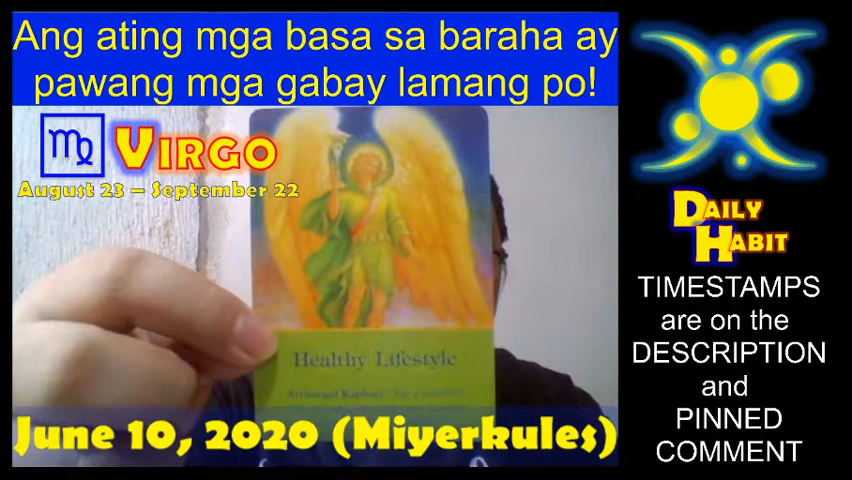 Ang ating mga basa sa baraha ay
pawang mga gabay lamang po!
♍ VIRGO
August 23 – September 22
Healthy Lifestyle
Archangel Raphael:
June 10, 2020 (Miyerkules)
DAILY
HABIT
TIMESTAMPS
are on the
DESCRIPTION
and
PINNED
COMMENT